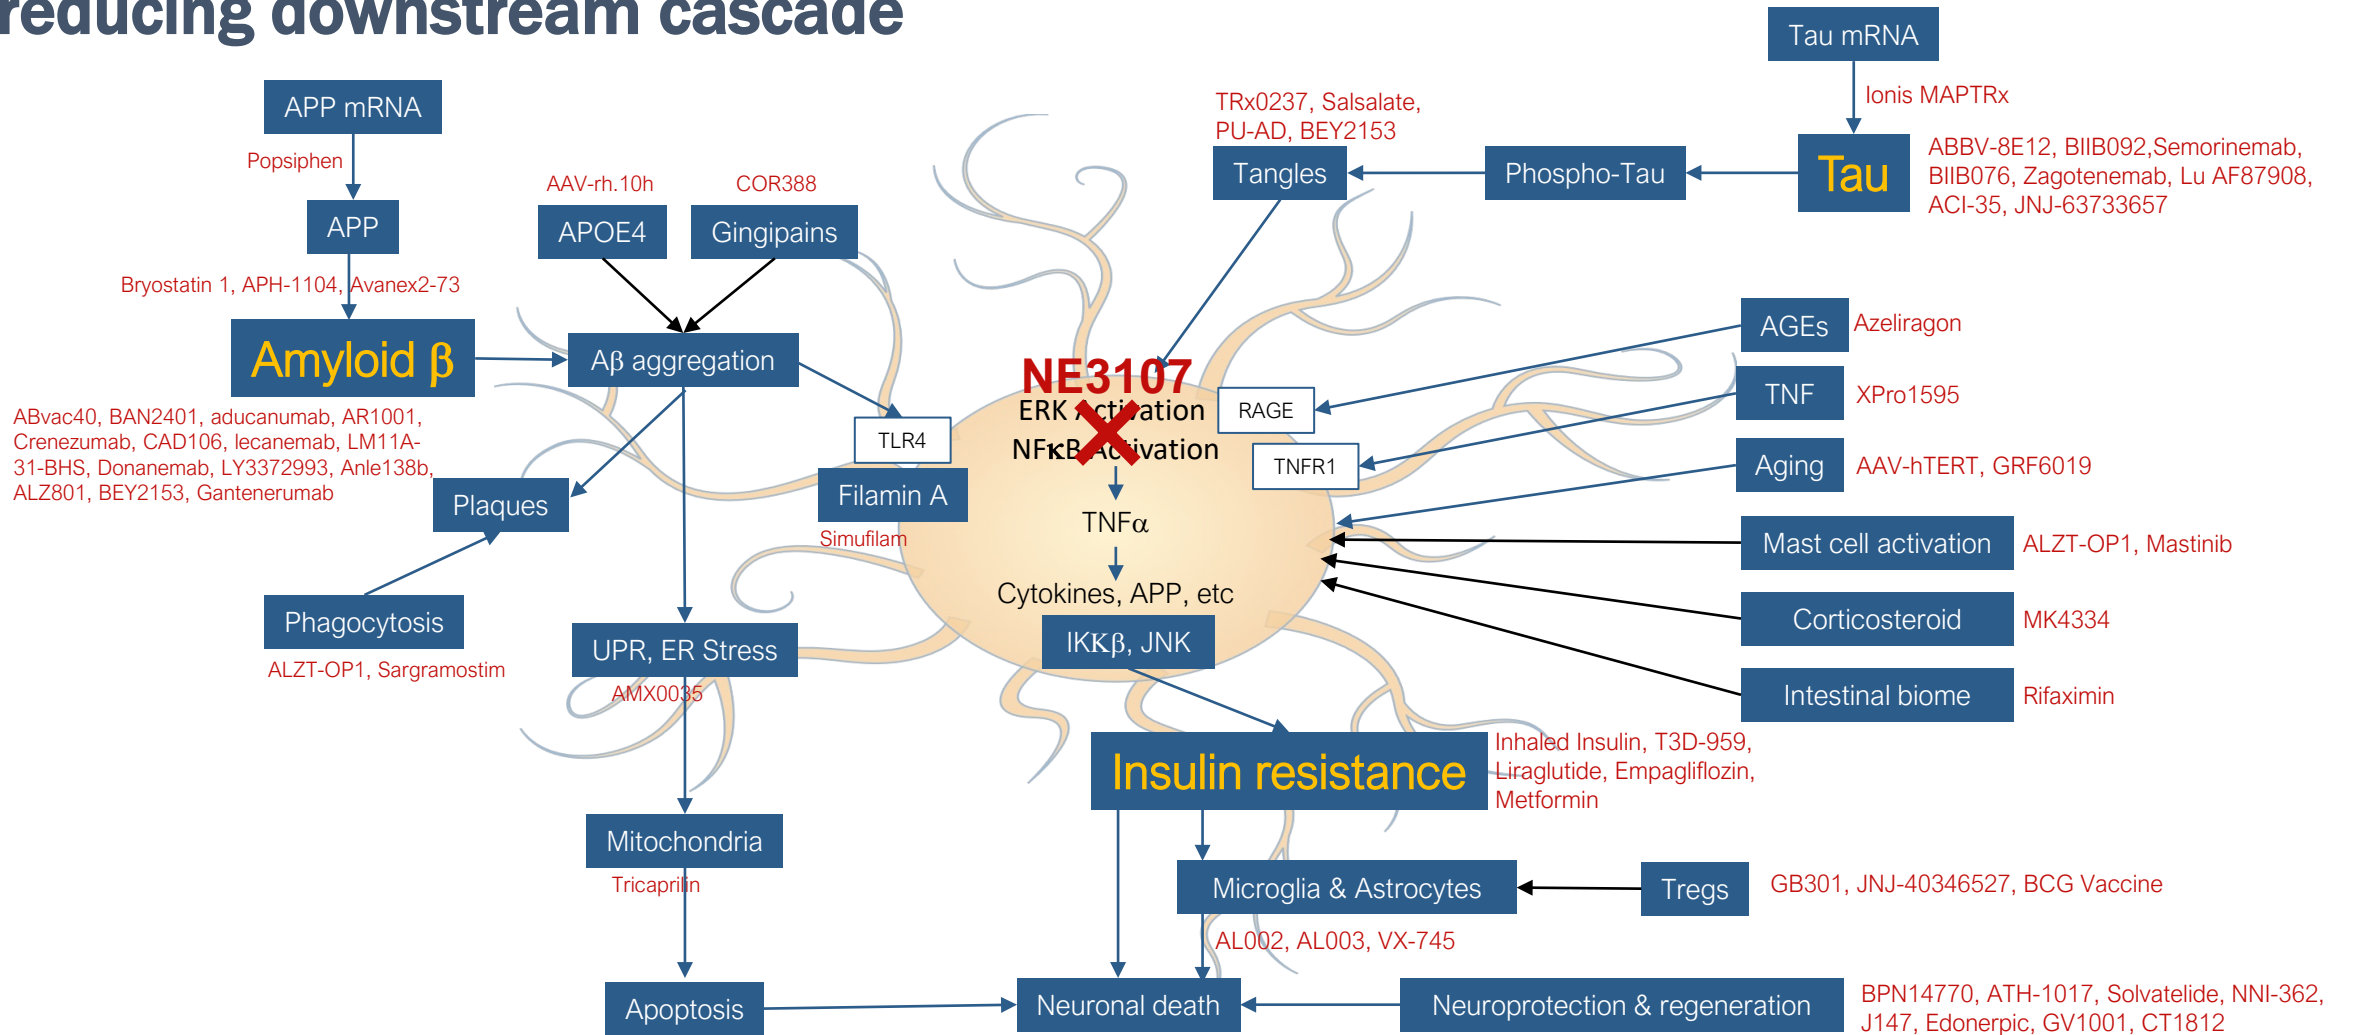 reducing downstream cascade
Tau mRNA
Ionis MAPTRx
APP mRNA
Popsiphen
APP
Bryostatin 1, APH-1104, Avanex2-73
Amyloid β
ABvac40, BAN2401, aducanumab, AR1001,
Crenezumab, CAD106, lecanemab, LM11A-
31-BHS, Donanemab, LY3372993, Anle138b,
ALZ801, BEY2153, Gantenerumab
AAV-rh.10h
APOE4
COR388
Gingipains
Aβ aggregation
Plaques
Phagocytosis
ALZT-OP1, Sargramostim
TLR4
Filamin A
Simufilam
UPR, ER Stress
AMX0035
Mitochondria
Tricaprilin
Apoptosis
TRx0237, Salsalate,
PU-AD, BEY2153
Tangles
Phospho-Tau
Tau
ABBV-8E12, BIIB092,Semorinemab,
BIIB076, Zagotenemab, Lu AF87908,
ACI-35, JNJ-63733657
NE3107
ERK Activation
NFκB Activation
TNFα
Cytokines, APP, etc
IKKβ, JNK
RAGE
TNFR1
AGEs
Azeliragon
TNF
XPro1595
Aging
AAV-hTERT, GRF6019
Mast cell activation
ALZT-OP1, Mastinib
Corticosteroid
MK4334
Intestinal biome
Rifaximin
Insulin resistance
Inhaled Insulin, T3D-959,
Liraglutide, Empagliflozin,
Metformin
Microglia & Astrocytes
AL002, AL003, VX-745
Tregs
GB301, JNJ-40346527, BCG Vaccine
Neuronal death
Neuroprotection & regeneration
BPN14770, ATH-1017, Solvatelide, NNI-362,
J147, Edonerpic, GV1001, CT1812